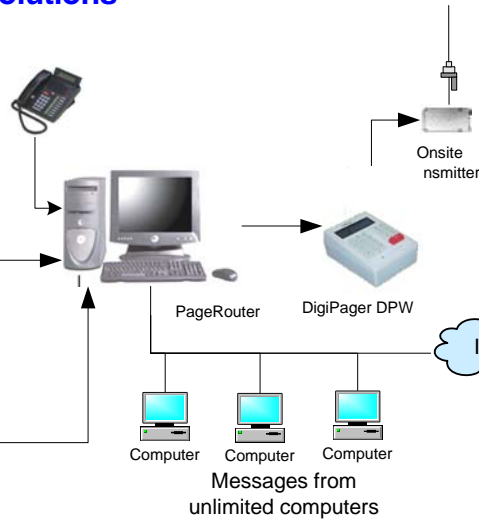 olutions
Onsite
nsmitter
PageRouter
DigiPager DPW
I
Computer
Computer
Computer
Messages from
unlimited computers